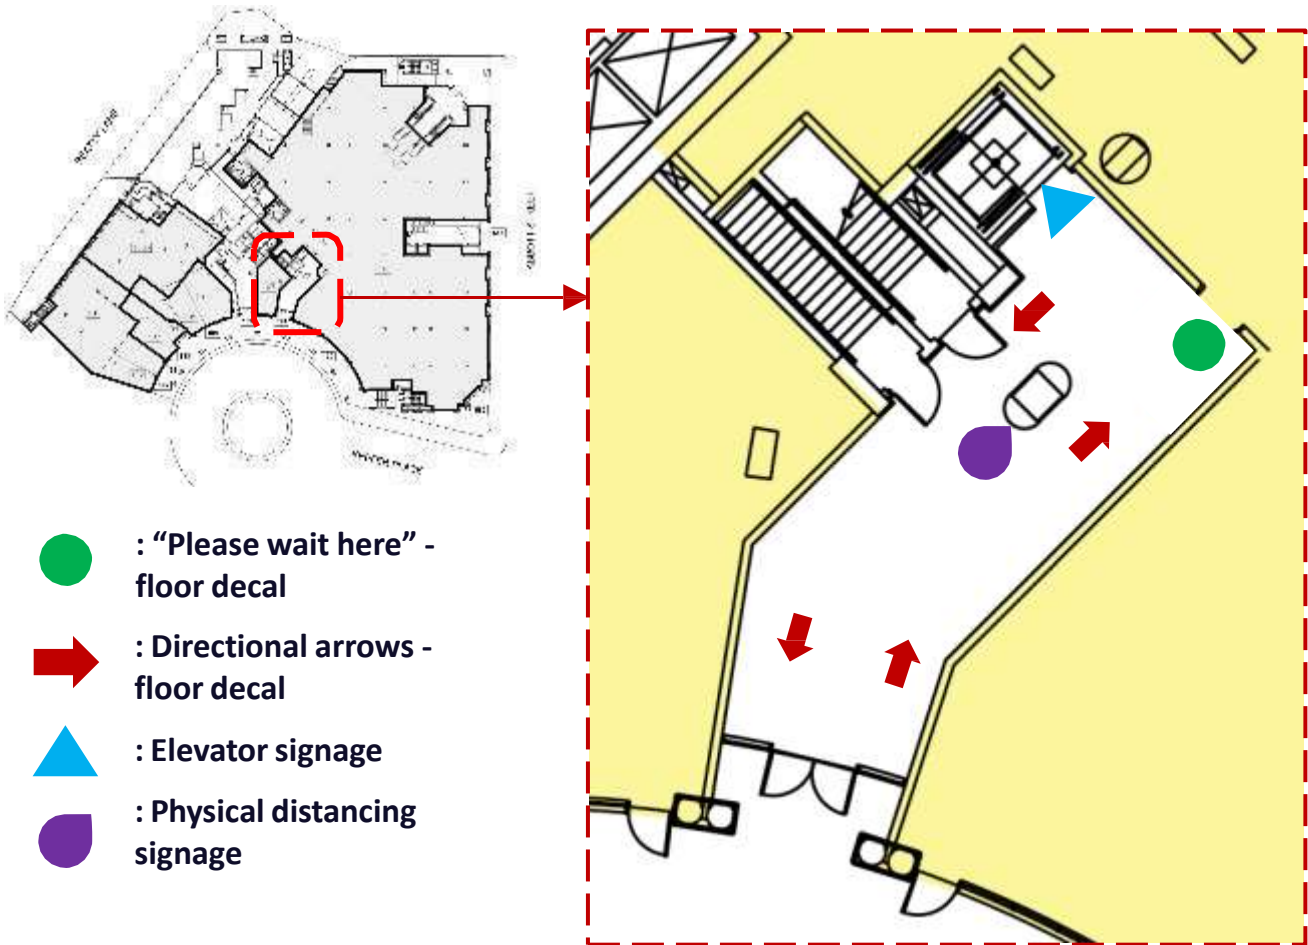 : “Please wait here” -
floor decal
: Directional arrows -
floor decal
: Elevator signage
: Physical distancing
signage